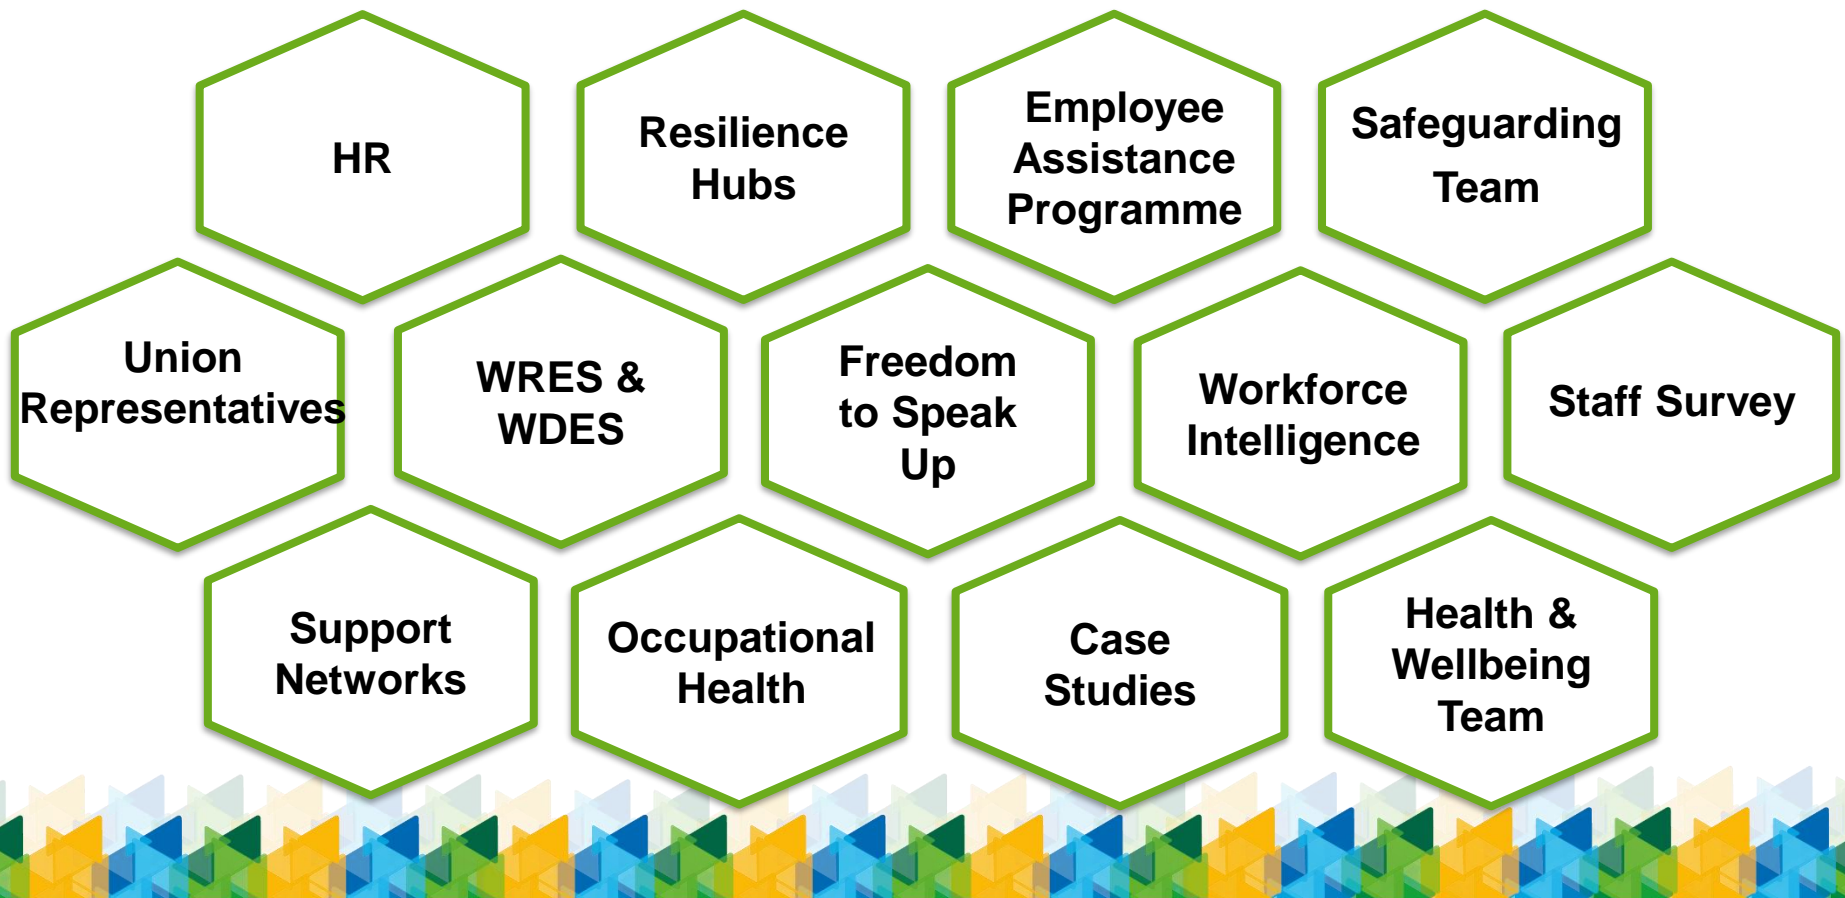 HR
Resilience
Hubs
Employee
Assistance
Programme
Safeguarding
Team
Union
Representatives
WRES &
WDES
Freedom
to Speak
Up
Workforce
Intelligence
Staff Survey
Support
Networks
Occupational
Health
Case
Studies
Health &
Wellbeing
Team